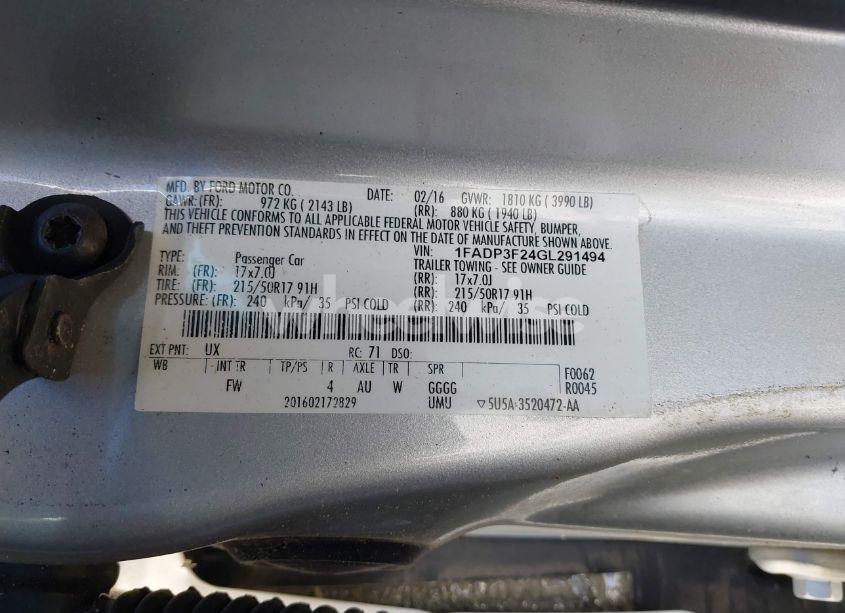 MFD. BY FORD MOTOR CO. DATE: 02/16 GVWR: 1810 KG ( 3990 LB)
GAWR: (FR) 972 KG ( 2143 LB) (RR): 880 KG ( 1940 LB)
THIS VEHICLE CONFORMS TO ALL APPLICABLE FEDERAL MOTOR VEHICLE SAFETY, BUMPER,
AND THEFT PREVENTION STANDARDS IN EFFECT ON THE DATE OF MANUFACTURE SHOWN ABOVE.
VIN: 1FADP3F24GL291494
TYPE: Passenger Car TRAILER TOWING - SEE OWNER GUIDE
RIM: (FR) 17x7.0J (RR) 17x7.0J
TIRE: (FR) 215/50R17 91H (RR) 215/50R17 91H
PRESSURE: (FR) 240 kPa/ 35 PSI COLD (RR) 240 kPa/ 35 PSI COLD
EXT PNT: UX RC: 71 DSO:
WB INT TR TP/PS R AXLE TR SPR F0062
FW 4 AU W GGGG R0045
201602172829 UMU ▽5U5A-3520472-AA